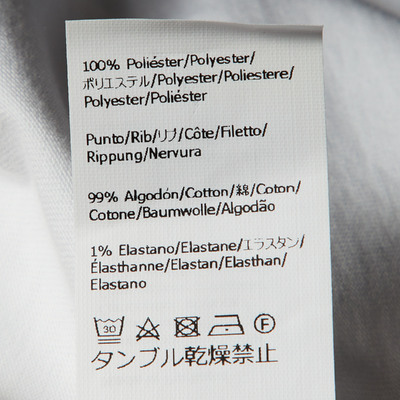 100% Poliéster/Polyester/
ポリエステル/Polyester/Poliestere/
Polyester/Poliéster
Punto/Rib/リブ/Côte/Filetto/
Rippung/Nervura
99% Algodón/Cotton/綿/Coton/
Cotone/Baumwolle/Algodão
1% Elastano/Elastane/エラスタン/
Élasthanne/Elastan/Elasthan/
Elastano
30 F
タンブル乾燥禁止